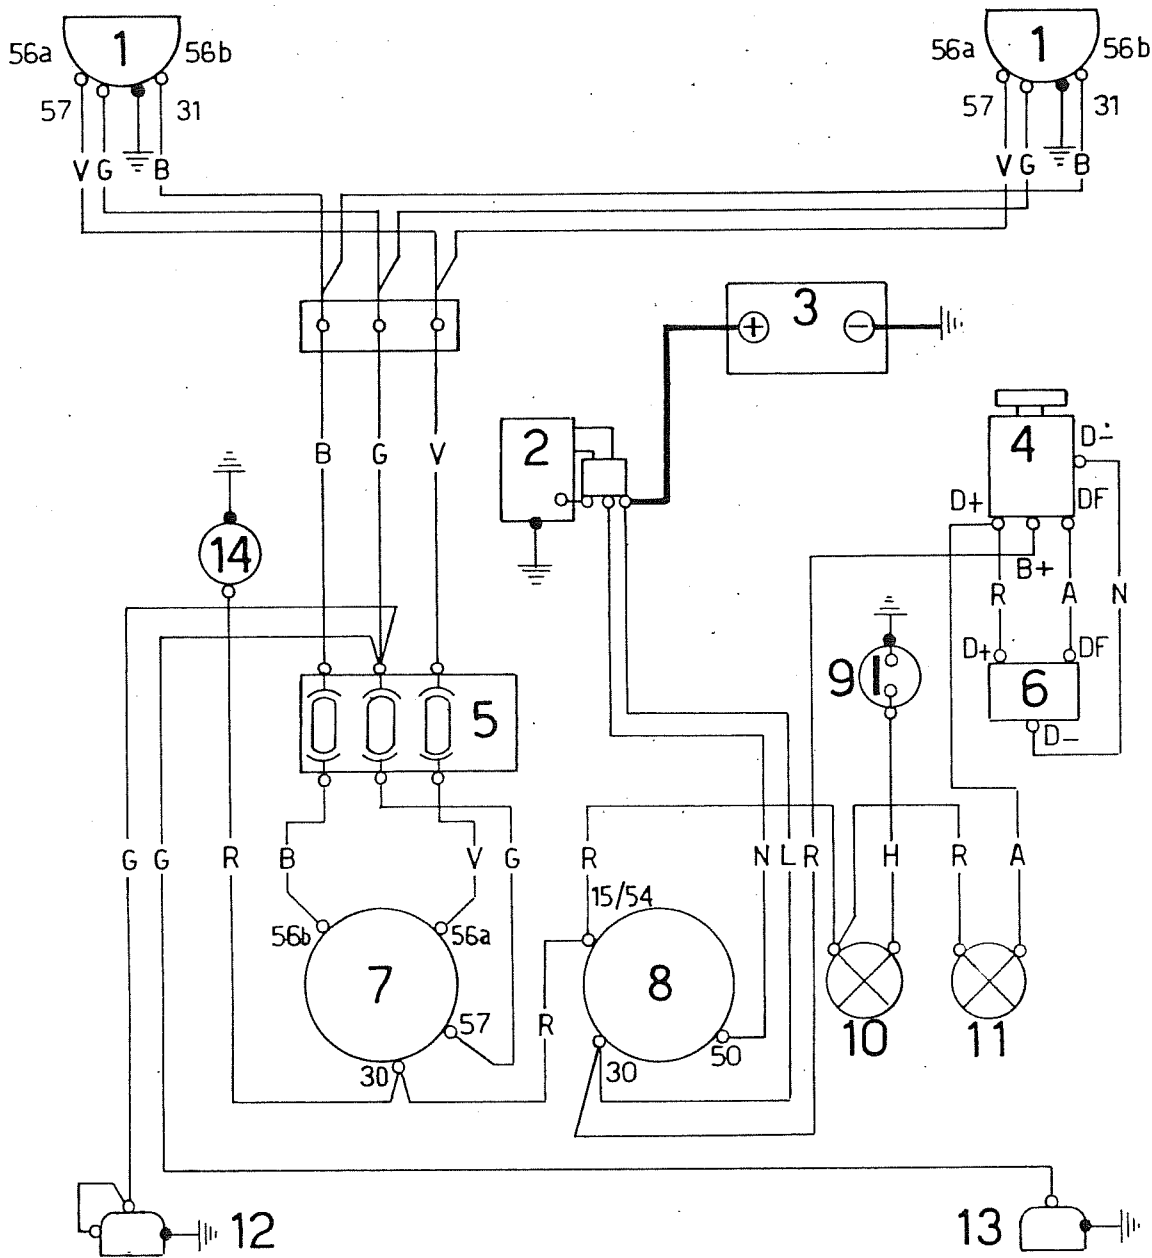 56a 1 56b
56a 1 56b
57 31
57 31
V G B
V G B
3
+ −
B G V
2
4 D-
D+ DF
B+
14
R A N
D+ DF
9
6
D-
5
G G R B V G R N L R H R A
15/54
56b 56a
7 8
57
R
30
30 50
10 11
12 13